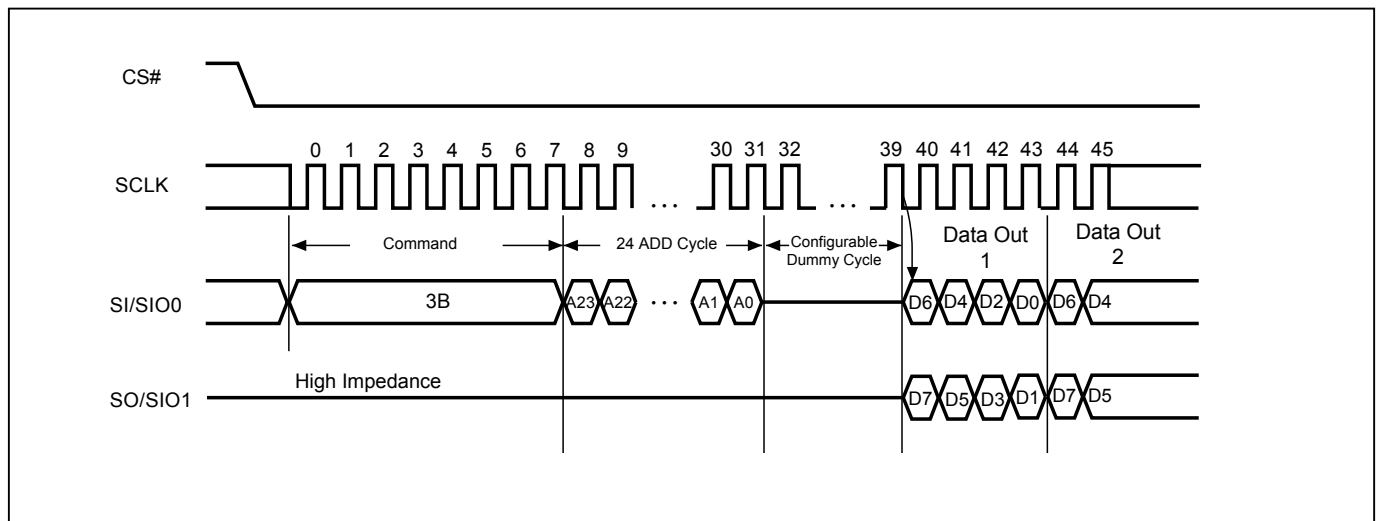 CS#
0 1 2 3 4 5 6 7 8 9 30 31 32 39 40 41 42 43 44 45
SCLK
... ...
Command 24 ADD Cycle Configurable Dummy Cycle Data Out 1 Data Out 2
SI/SIO0 3B A23 A22 ... A1 A0 D6 D4 D2 D0 D6 D4
High Impedance
SO/SIO1 D7 D5 D3 D1 D7 D5